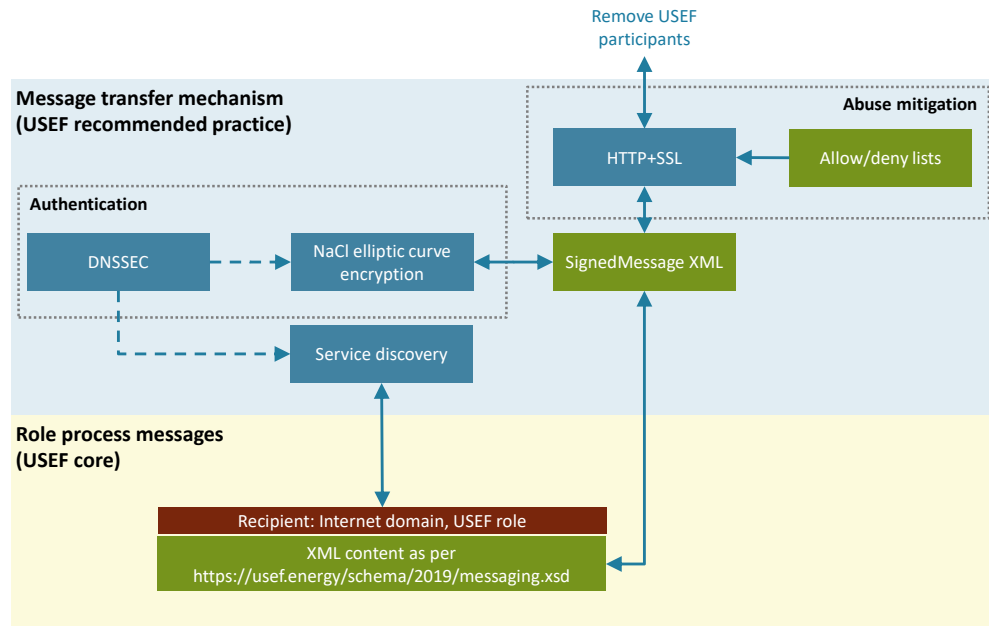 Remove USEF
participants
Message transfer mechanism
(USEF recommended practice)
Abuse mitigation
HTTP+SSL
Allow/deny lists
Authentication
DNSSEC
NaCl elliptic curve
encryption
SignedMessage XML
Service discovery
Role process messages
(USEF core)
Recipient: Internet domain, USEF role
XML content as per
https://usef.energy/schema/2019/messaging.xsd